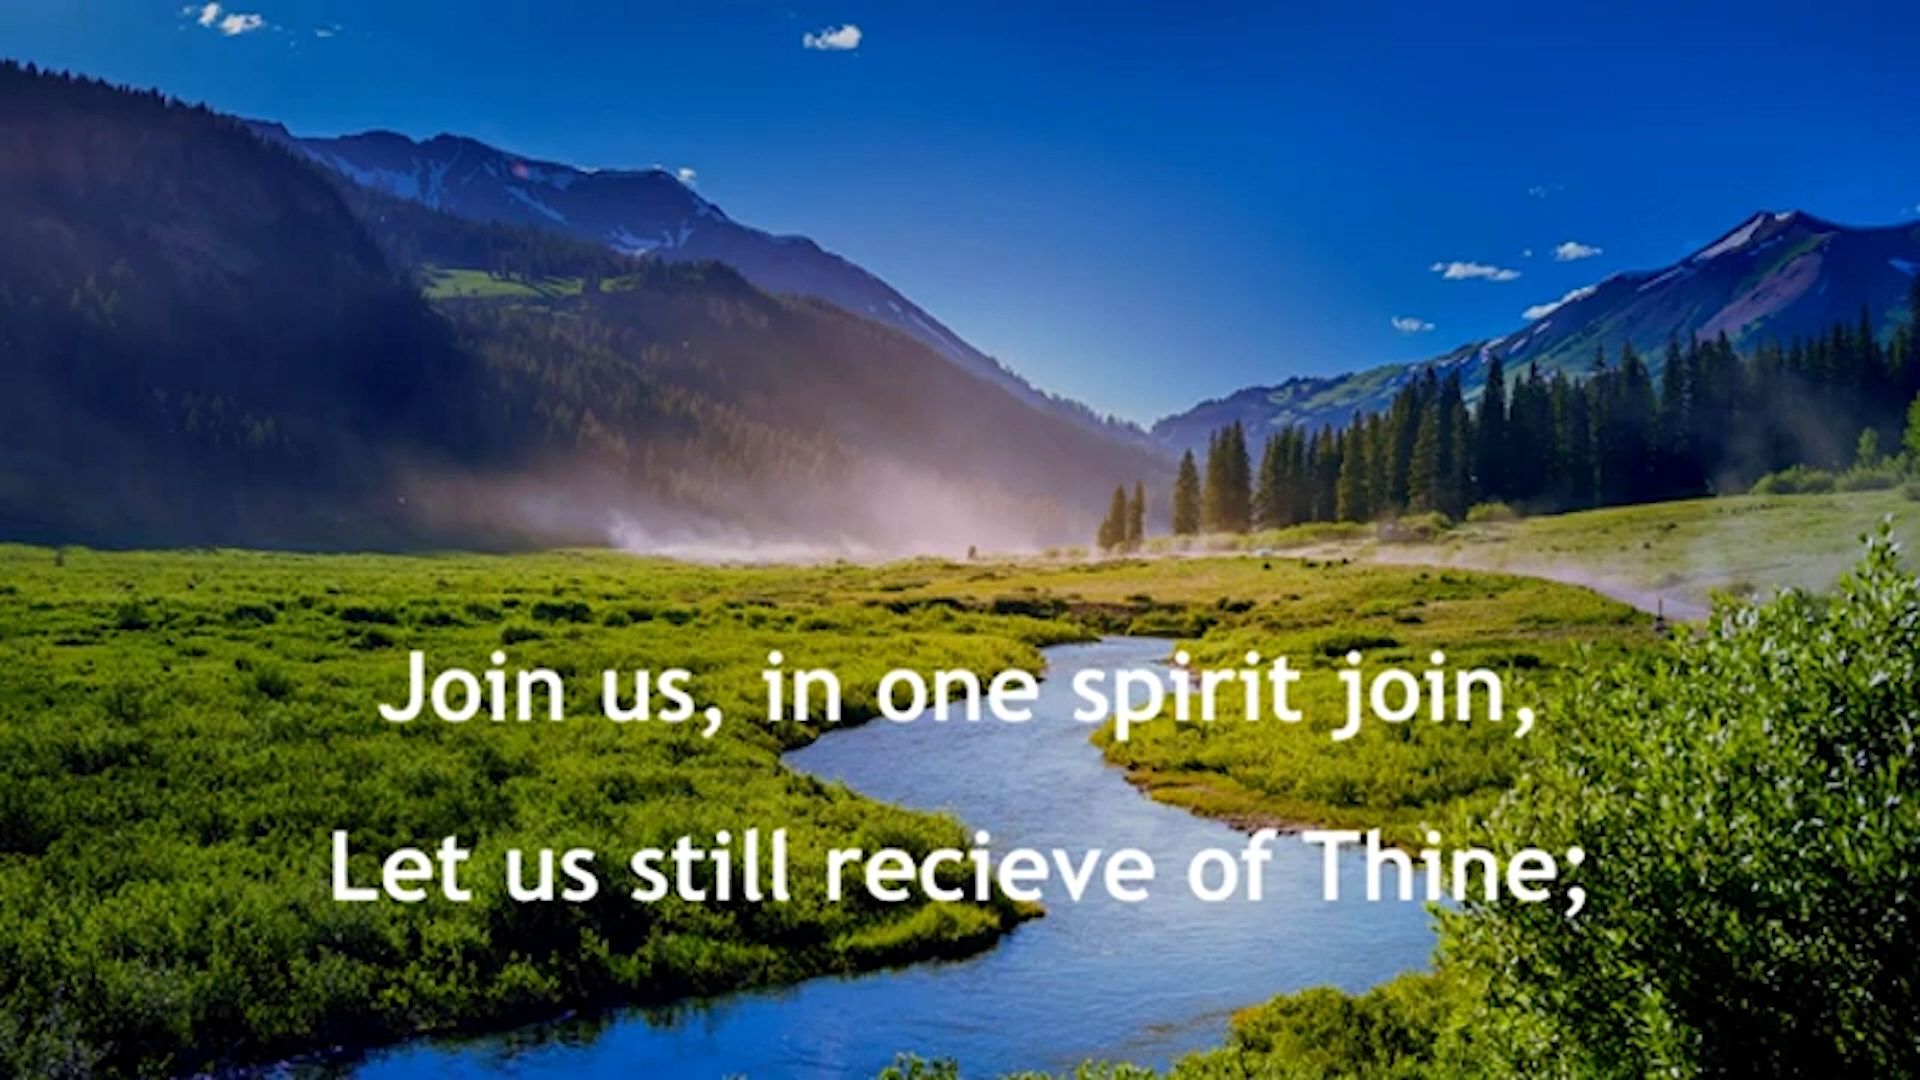 Join us, in one spirit join,
Let us still recieve of Thine;